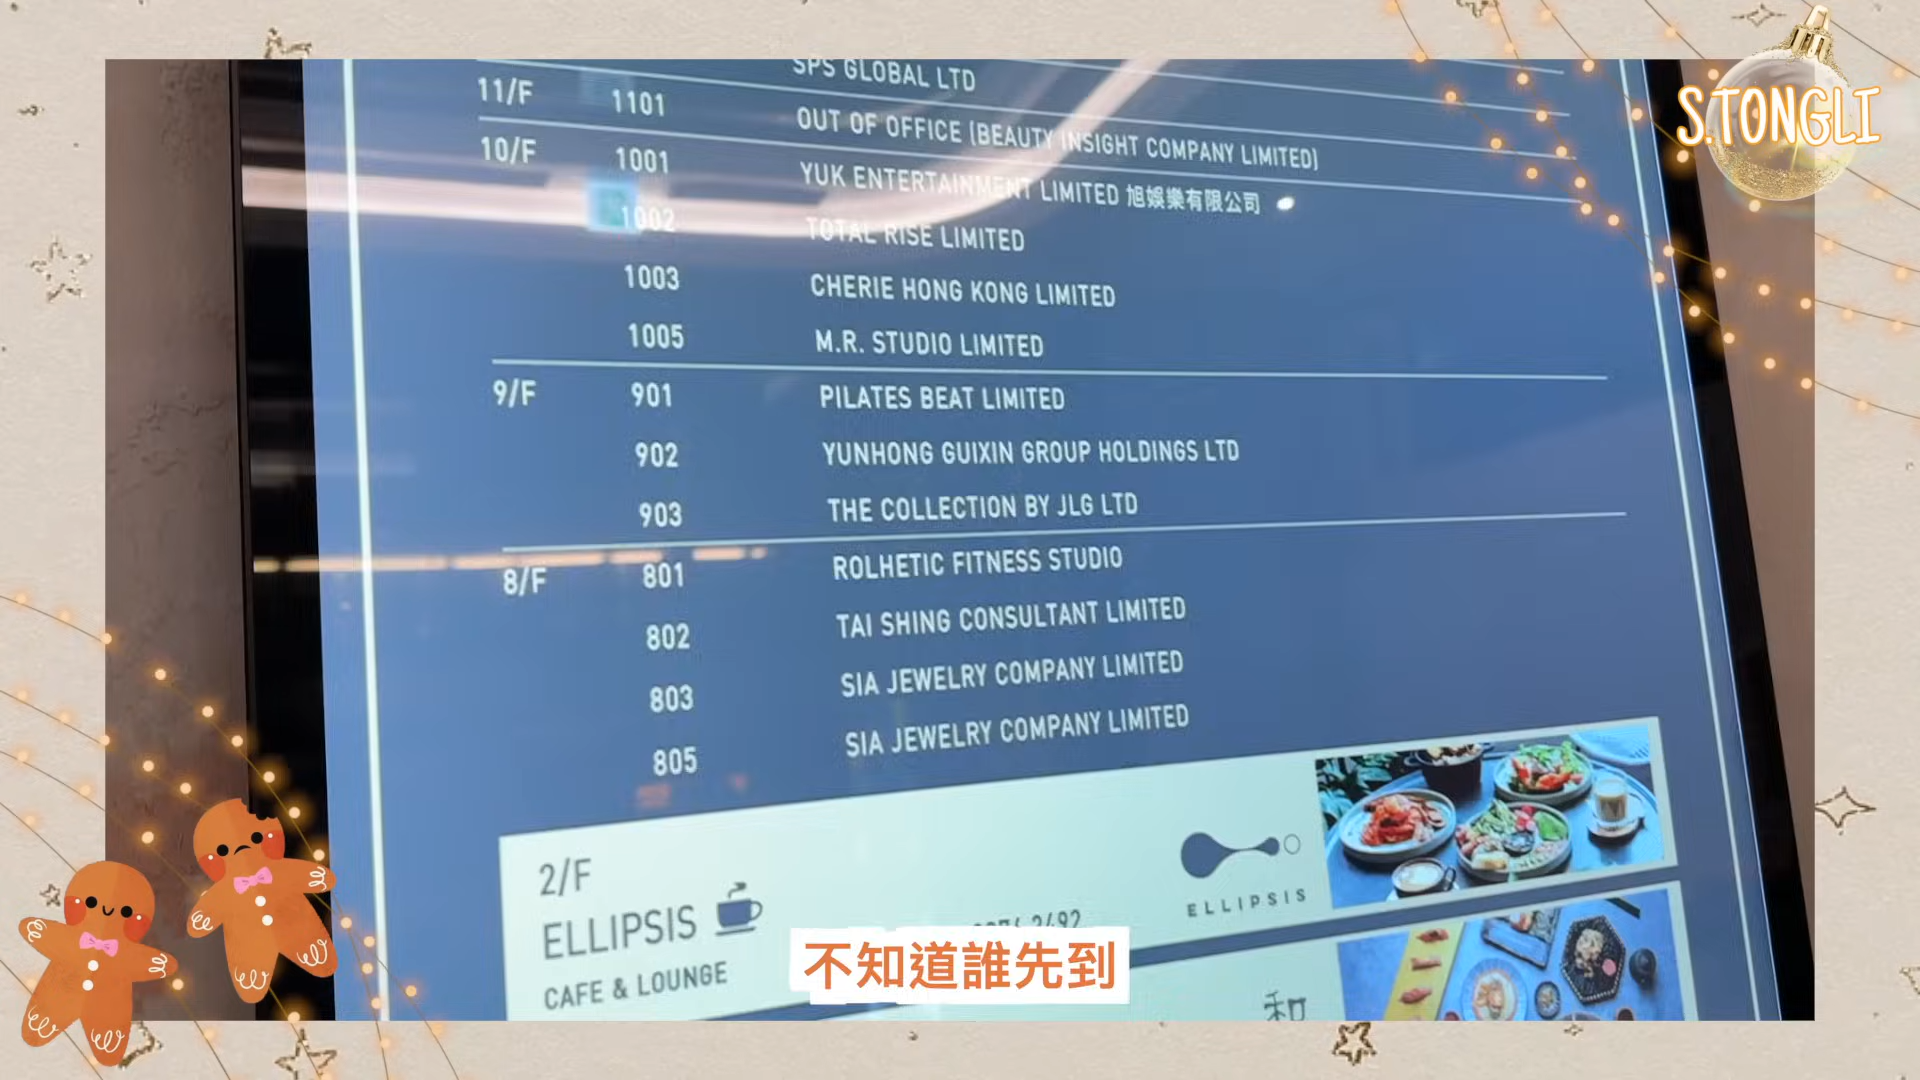 SPS GLOBAL LTD
11/F 1101 OUT OF OFFICE (BEAUTY INSIGHT COMPANY LIMITED)
10/F 1001 YUK ENTERTAINMENT LIMITED 旭娛樂有限公司
1002 TOTAL RISE LIMITED
1003 CHERIE HONG KONG LIMITED
1005 M.R. STUDIO LIMITED
9/F 901 PILATES BEAT LIMITED
902 YUNHONG GUIXIN GROUP HOLDINGS LTD
903 THE COLLECTION BY JLG LTD
8/F 801 ROLHETIC FITNESS STUDIO
802 TAI SHING CONSULTANT LIMITED
803 SIA JEWELRY COMPANY LIMITED
805 SIA JEWELRY COMPANY LIMITED
2/F
ELLIPSIS
CAFE & LOUNGE
ELLIPSIS
和
不知道誰先到
S.TONGLI